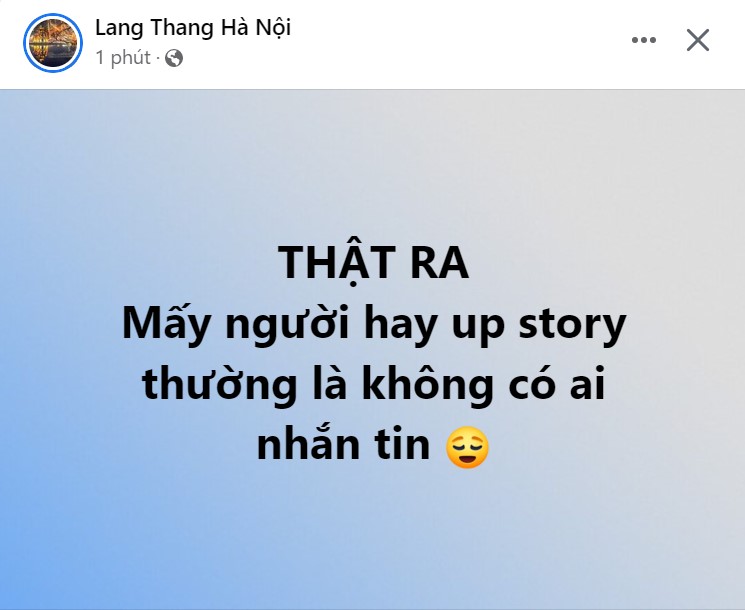 Lang Thang Hà Nội
1 phút ·
THẬT RA
Mấy người hay up story
thường là không có ai
nhắn tin 😌